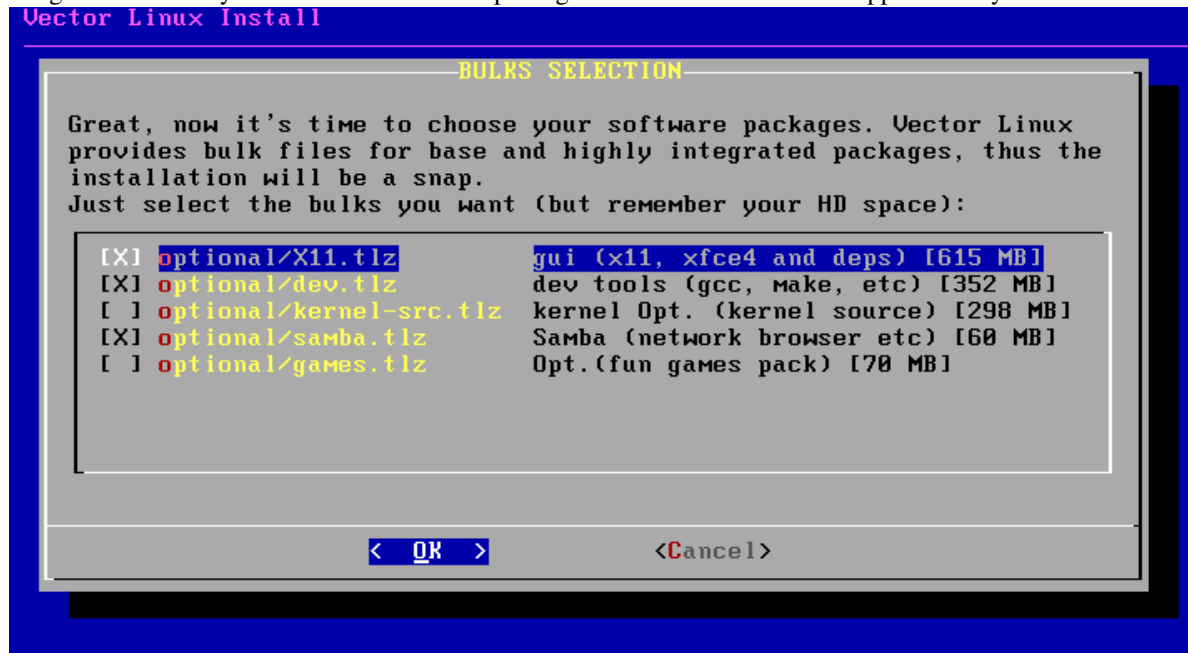 Vector Linux Install
BULKS SELECTION
Great, now it's time to choose your software packages. Vector Linux
provides bulk files for base and highly integrated packages, thus the
installation will be a snap.
Just select the bulks you want (but remember your HD space):
[X] optional/X11.tlz gui (x11, xfce4 and deps) [615 MB]
[X] optional/dev.tlz dev tools (gcc, make, etc) [352 MB]
[ ] optional/kernel-src.tlz kernel Opt. (kernel source) [298 MB]
[X] optional/samba.tlz Samba (network browser etc) [60 MB]
[ ] optional/games.tlz Opt.(fun games pack) [70 MB]
< OK > <Cancel>